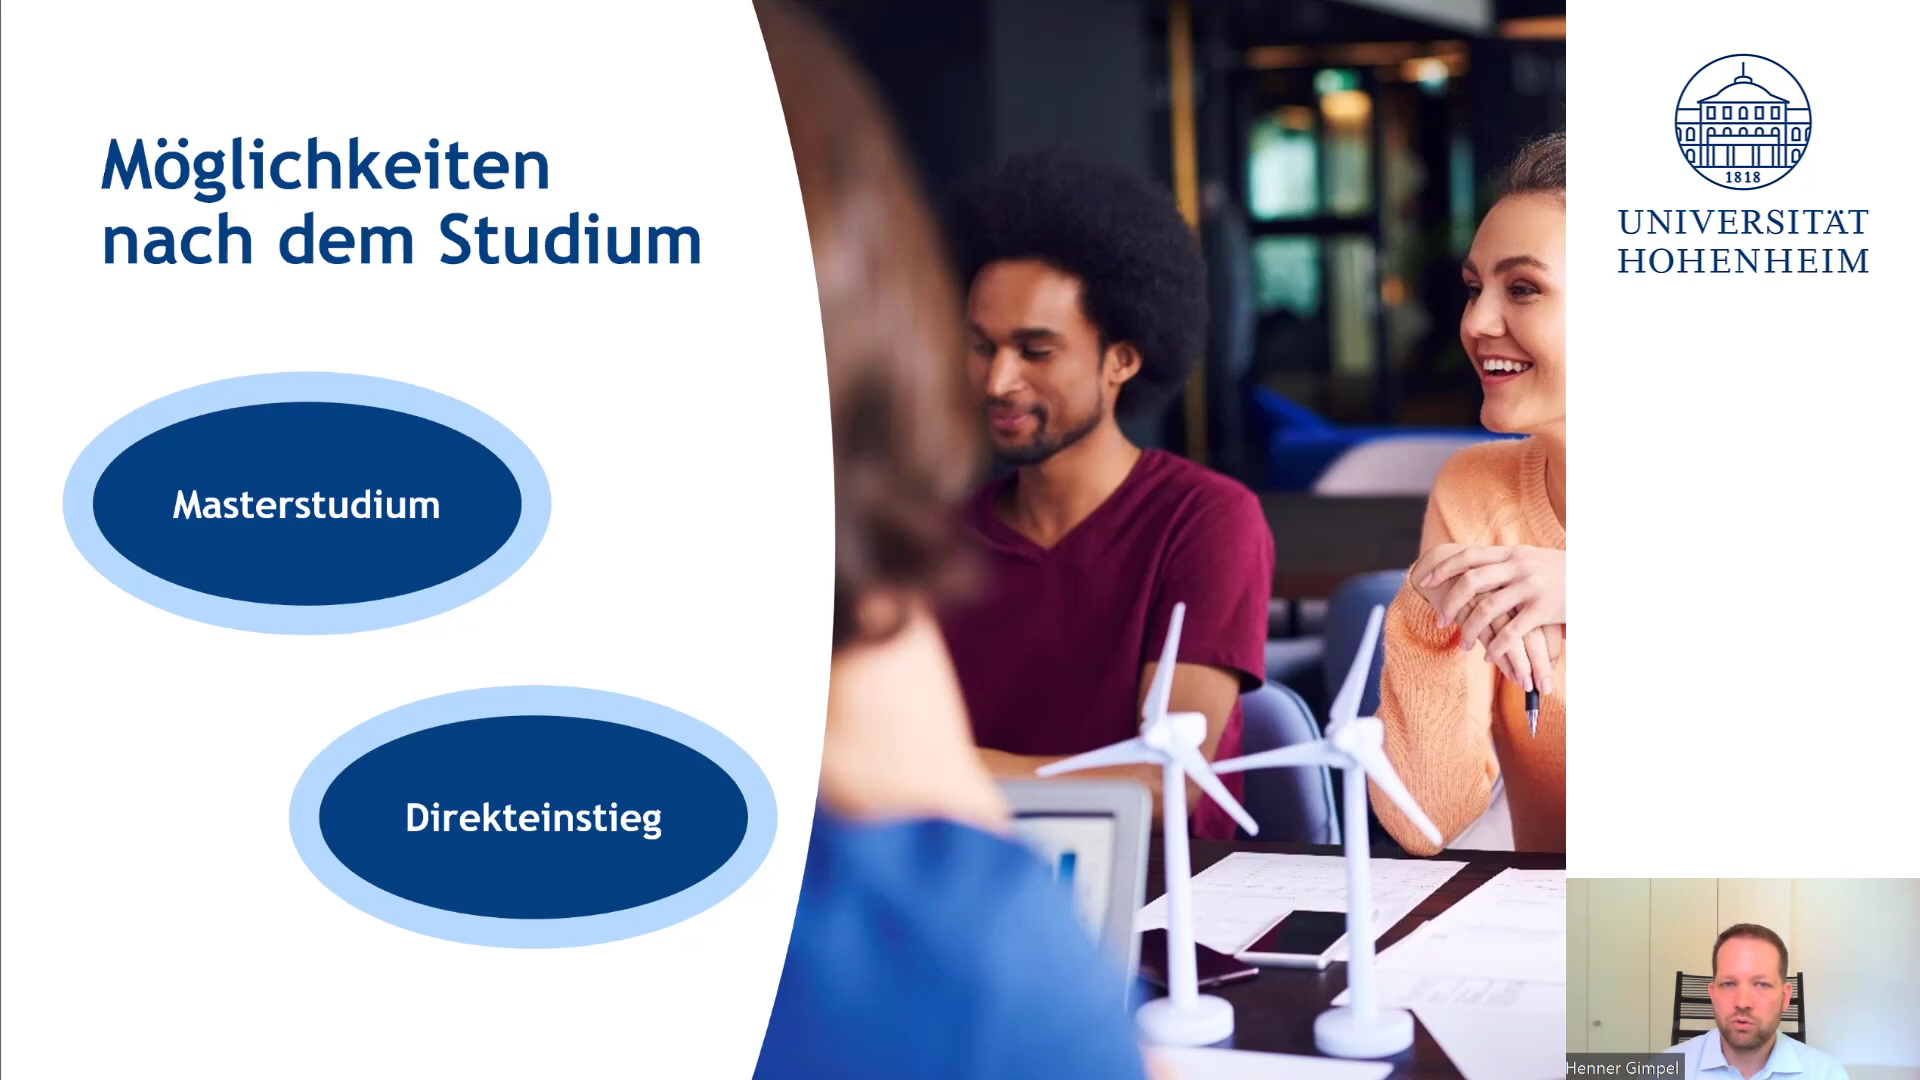 Möglichkeiten
nach dem Studium
Masterstudium
Direkteinstieg
1818
UNIVERSITÄT
HOHENHEIM
Henner Gimpel